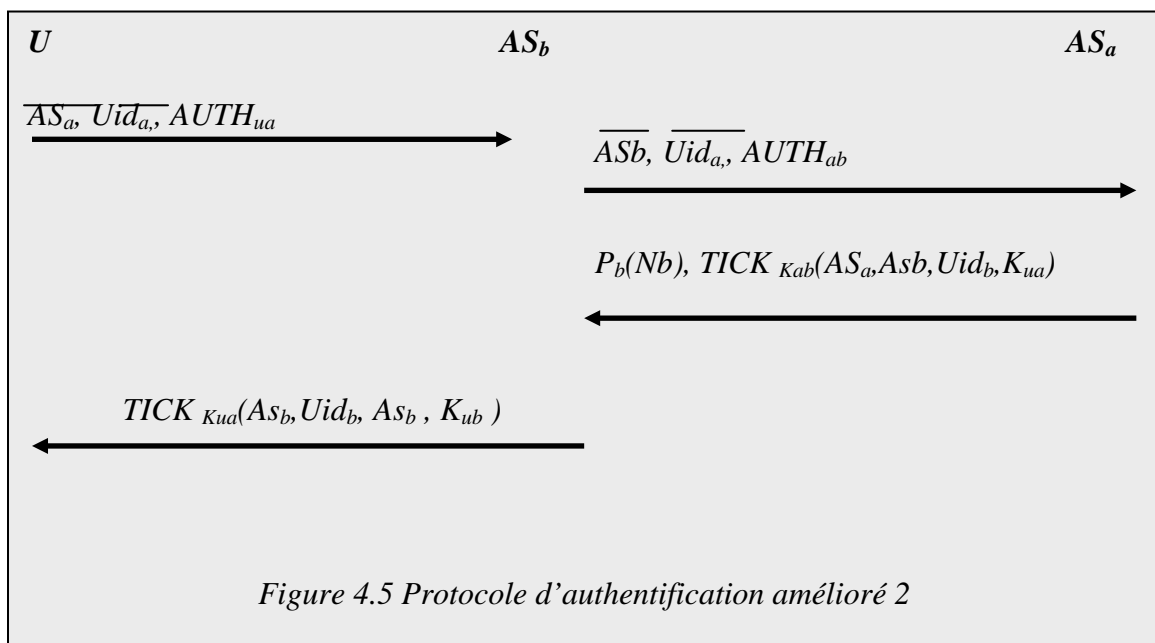 U AS_b AS_a
AS_a, Uid_a,, AUTH_ua
ASb, Uid_a,, AUTH_ab
P_b(Nb), TICK _Kab(AS_a,Asb,Uid_b,K_ua)
TICK _Kua(As_b,Uid_b, As_b , K_ub )
Figure 4.5 Protocole d’authentification amélioré 2